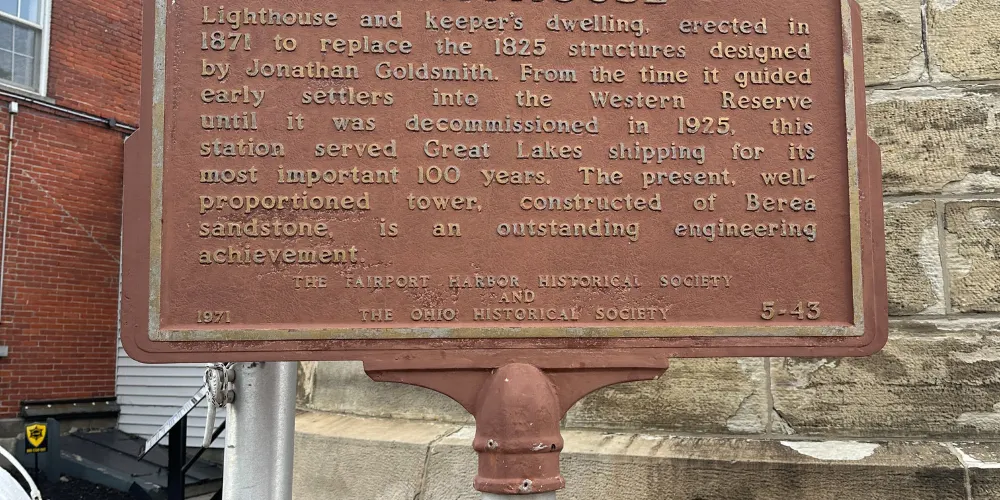 Lighthouse and keeper's dwelling, erected in
1871 to replace the 1825 structures designed
by Jonathan Goldsmith. From the time it guided
early settlers into the Western Reserve
until it was decommissioned in 1925, this
station served Great Lakes shipping for its
most important 100 years. The present, well-
proportioned tower, constructed of Berea
sandstone, is an outstanding engineering
achievement.
THE FAIRPORT HARBOR HISTORICAL SOCIETY
AND
1971 THE OHIO HISTORICAL SOCIETY 5-43